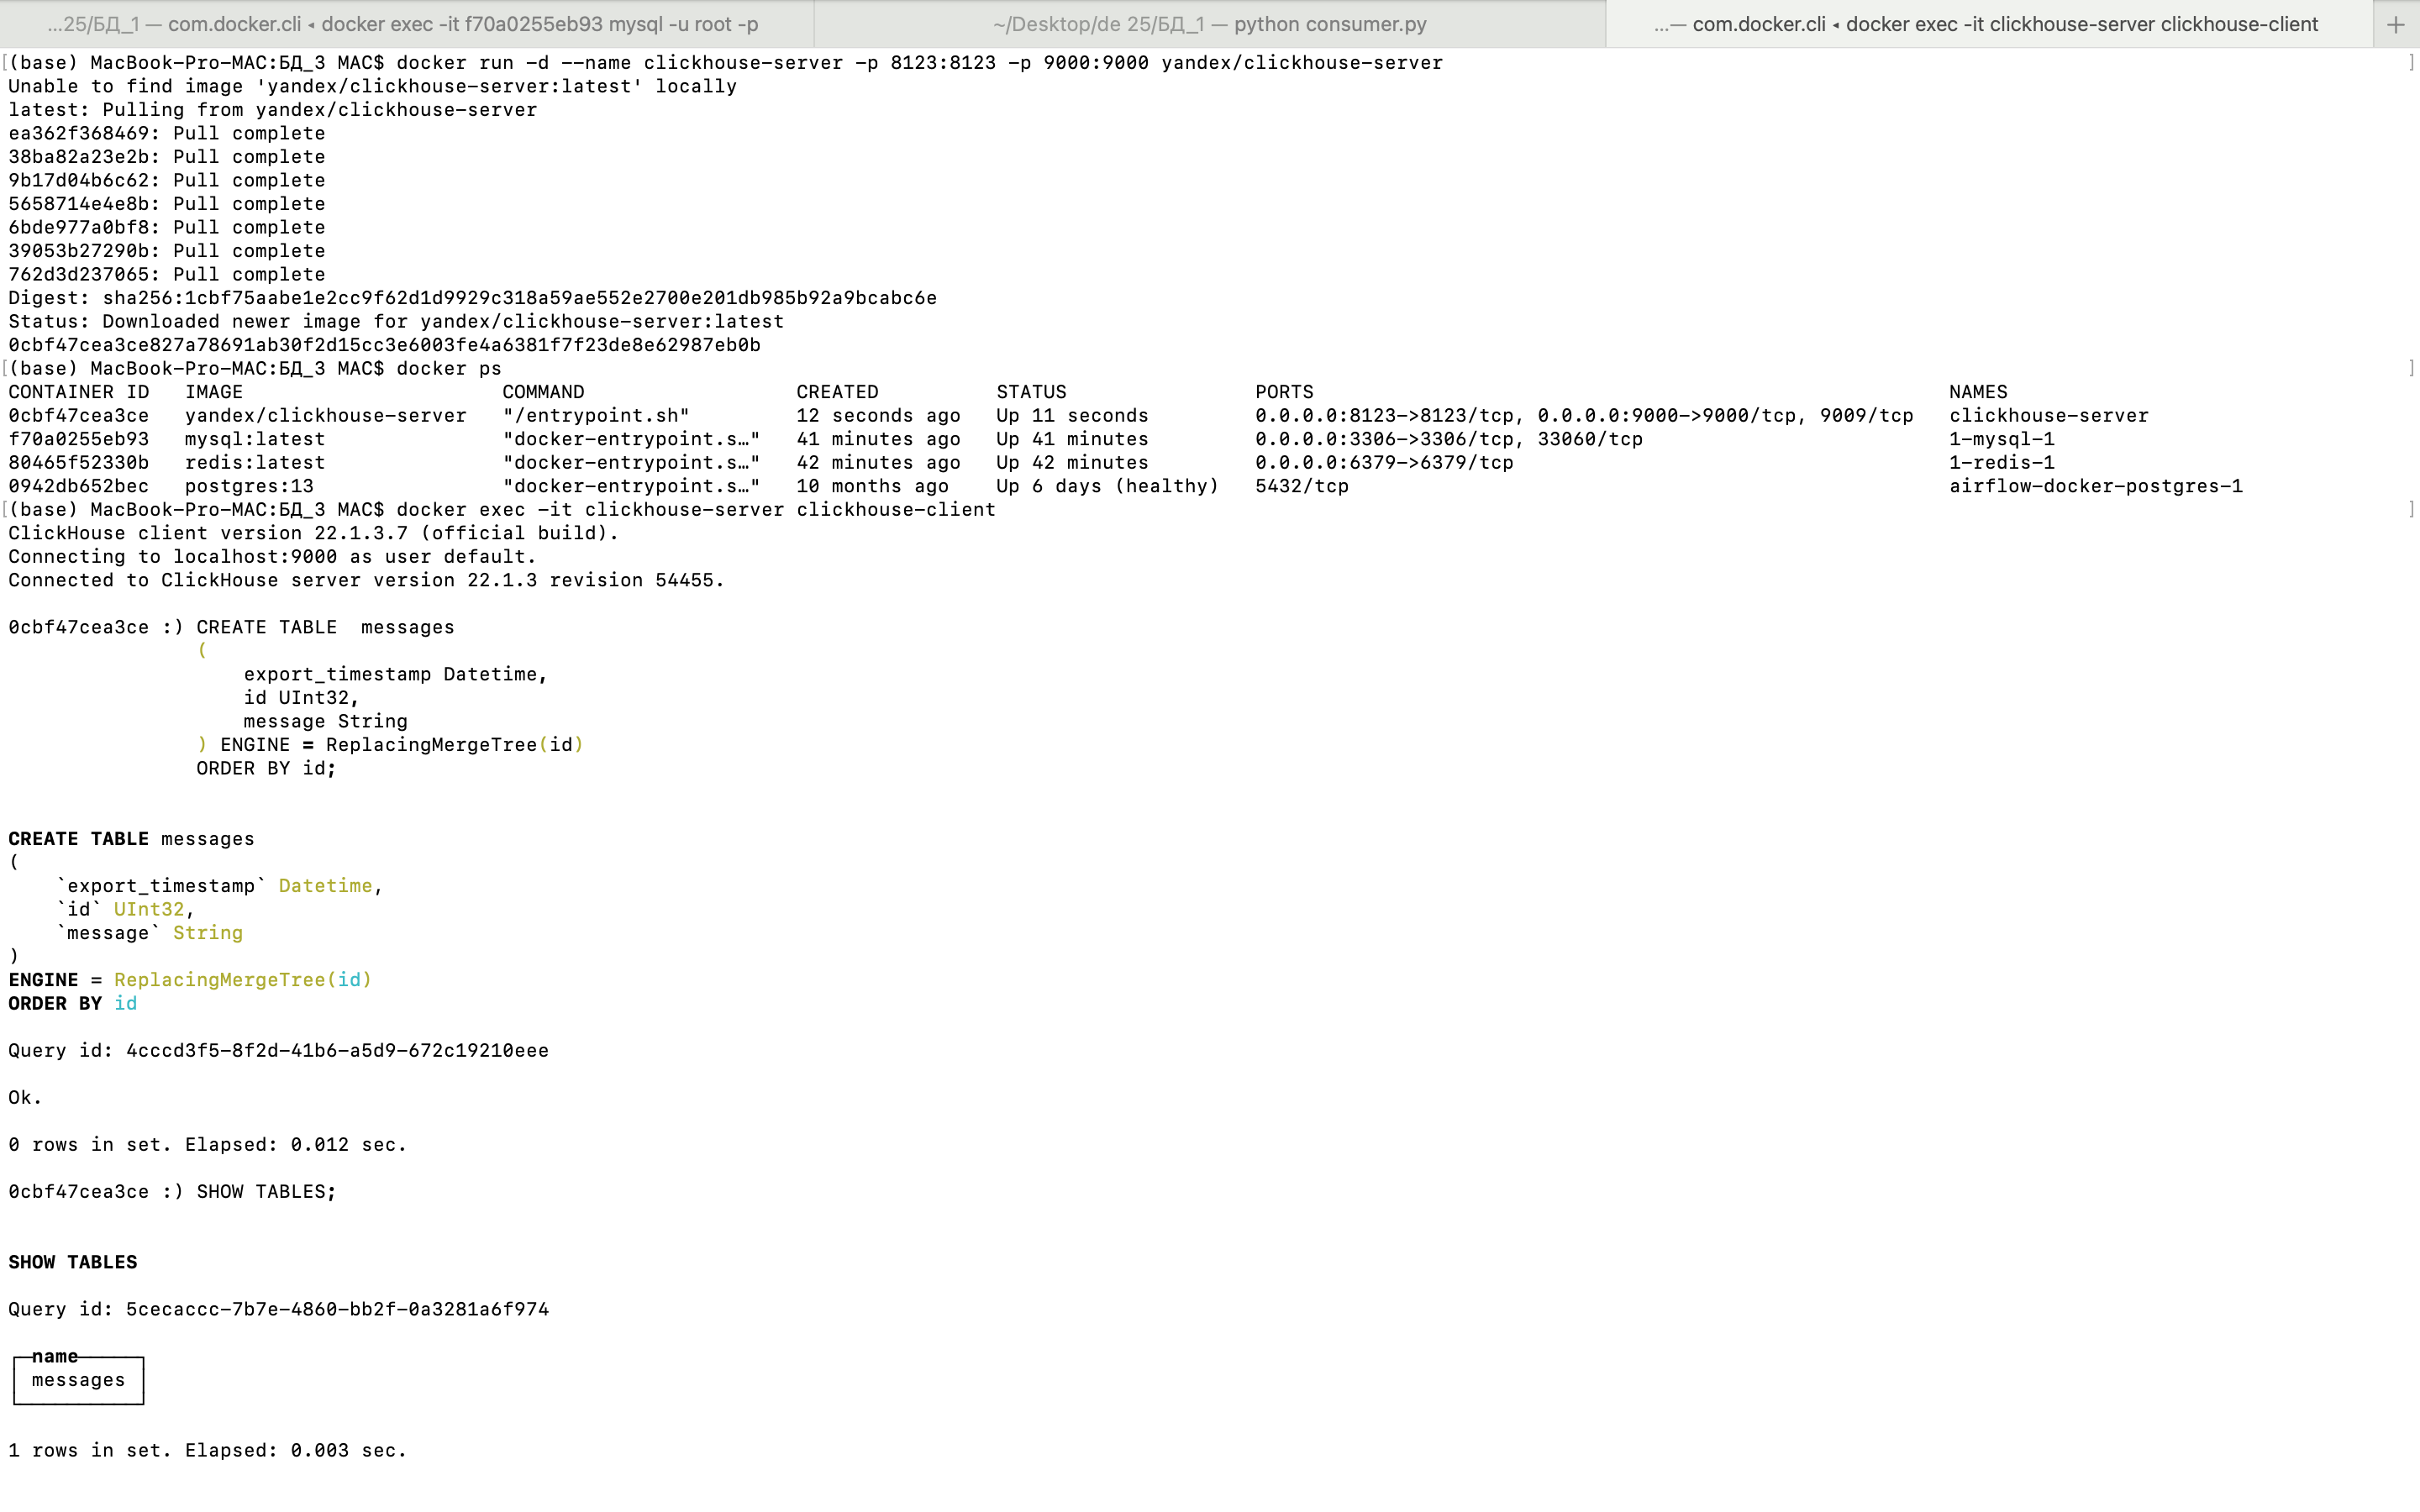 ...25/БД_1 — com.docker.cli ◂ docker exec -it f70a0255eb93 mysql -u root -p
~/Desktop/de 25/БД_1 — python consumer.py
...— com.docker.cli ◂ docker exec -it clickhouse-server clickhouse-client
+
[(base) MacBook-Pro-MAC:БД_3 MAC$ docker run -d --name clickhouse-server -p 8123:8123 -p 9000:9000 yandex/clickhouse-server ]
Unable to find image 'yandex/clickhouse-server:latest' locally
latest: Pulling from yandex/clickhouse-server
ea362f368469: Pull complete
38ba82a23e2b: Pull complete
9b17d04b6c62: Pull complete
5658714e4e8b: Pull complete
6bde977a0bf8: Pull complete
39053b27290b: Pull complete
762d3d237065: Pull complete
Digest: sha256:1cbf75aabe1e2cc9f62d1d9929c318a59ae552e2700e201db985b92a9bcabc6e
Status: Downloaded newer image for yandex/clickhouse-server:latest
0cbf47cea3ce827a78691ab30f2d15cc3e6003fe4a6381f7f23de8e62987eb0b
[(base) MacBook-Pro-MAC:БД_3 MAC$ docker ps ]
CONTAINER ID   IMAGE                      COMMAND                  CREATED          STATUS                PORTS                                                    NAMES
0cbf47cea3ce   yandex/clickhouse-server   "/entrypoint.sh"         12 seconds ago   Up 11 seconds         0.0.0.0:8123->8123/tcp, 0.0.0.0:9000->9000/tcp, 9009/tcp   clickhouse-server
f70a0255eb93   mysql:latest               "docker-entrypoint.s…"   41 minutes ago   Up 41 minutes         0.0.0.0:3306->3306/tcp, 33060/tcp                          1-mysql-1
80465f52330b   redis:latest               "docker-entrypoint.s…"   42 minutes ago   Up 42 minutes         0.0.0.0:6379->6379/tcp                                     1-redis-1
0942db652bec   postgres:13                "docker-entrypoint.s…"   10 months ago    Up 6 days (healthy)   5432/tcp                                                   airflow-docker-postgres-1
[(base) MacBook-Pro-MAC:БД_3 MAC$ docker exec -it clickhouse-server clickhouse-client ]
ClickHouse client version 22.1.3.7 (official build).
Connecting to localhost:9000 as user default.
Connected to ClickHouse server version 22.1.3 revision 54455.
0cbf47cea3ce :) CREATE TABLE  messages
(
export_timestamp Datetime,
id UInt32,
message String
) ENGINE = ReplacingMergeTree(id)
ORDER BY id;
CREATE TABLE messages
(
`export_timestamp` Datetime,
`id` UInt32,
`message` String
)
ENGINE = ReplacingMergeTree(id)
ORDER BY id
Query id: 4cccd3f5-8f2d-41b6-a5d9-672c19210eee
Ok.
0 rows in set. Elapsed: 0.012 sec.
0cbf47cea3ce :) SHOW TABLES;
SHOW TABLES
Query id: 5cecaccc-7b7e-4860-bb2f-0a3281a6f974
name
messages
1 rows in set. Elapsed: 0.003 sec.